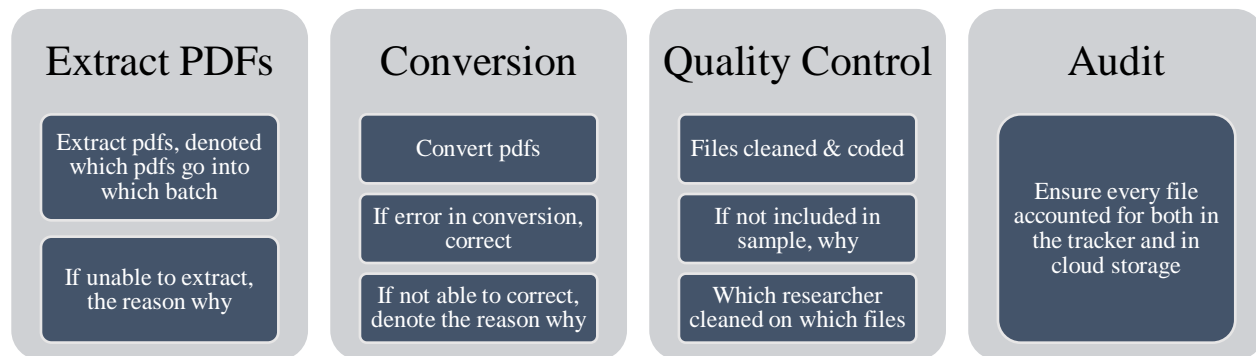 Extract PDFs
Extract pdfs, denoted
which pdfs go into
which batch
If unable to extract,
the reason why
Conversion
Convert pdfs
If error in conversion,
correct
If not able to correct,
denote the reason why
Quality Control
Files cleaned & coded
If not included in
sample, why
Which researcher
cleaned on which files
Audit
Ensure every file
accounted for both in
the tracker and in
cloud storage